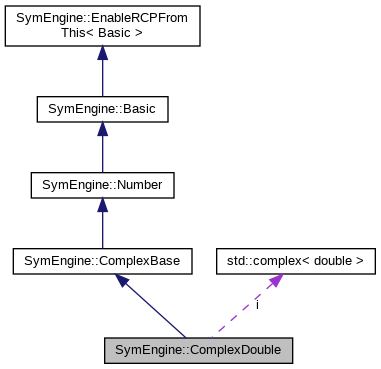 SymEngine::EnableRCPFrom
This< Basic >
SymEngine::Basic
SymEngine::Number
SymEngine::ComplexBase
std::complex< double >
i
SymEngine::ComplexDouble